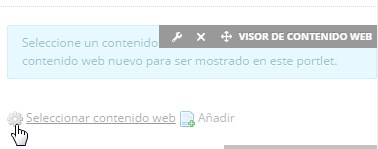 VISOR DE CONTENIDO WEB
Seleccione un contenido
contenido web nuevo para ser mostrado en este portlet.
Seleccionar contenido web Añadir